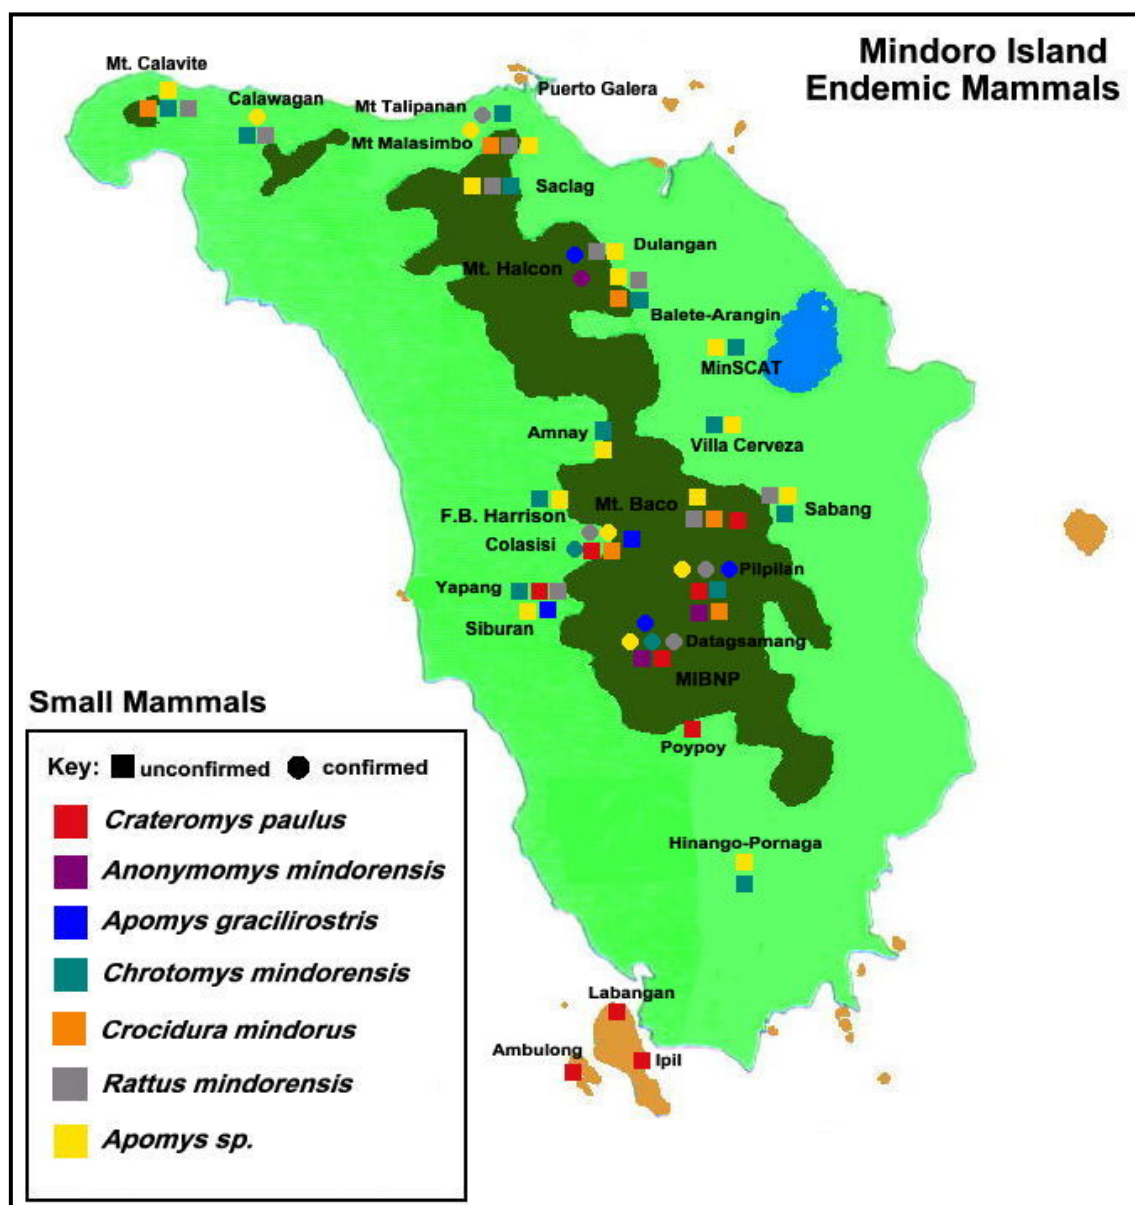 Mindoro Island
Endemic Mammals
Mt. Calavite
Calawagan
Mt Talipanan
Puerto Galera
Mt Malasimbo
Saclag
Dulangan
Mt. Halcon
Balete-Arangin
MinSCAT
Amnay
Villa Cerveza
Mt. Baco
F.B. Harrison
Sabang
Colasisi
Pilpilan
Yapang
Siburan
Datagsamang
MIBNP
Poypoy
Hinango-Pornaga
Labangan
Ambulong
Ipil
Small Mammals
Key: unconfirmed confirmed
Crateromys paulus
Anonymomys mindorensis
Apomys gracilirostris
Chrotomys mindorensis
Crocidura mindorus
Rattus mindorensis
Apomys sp.